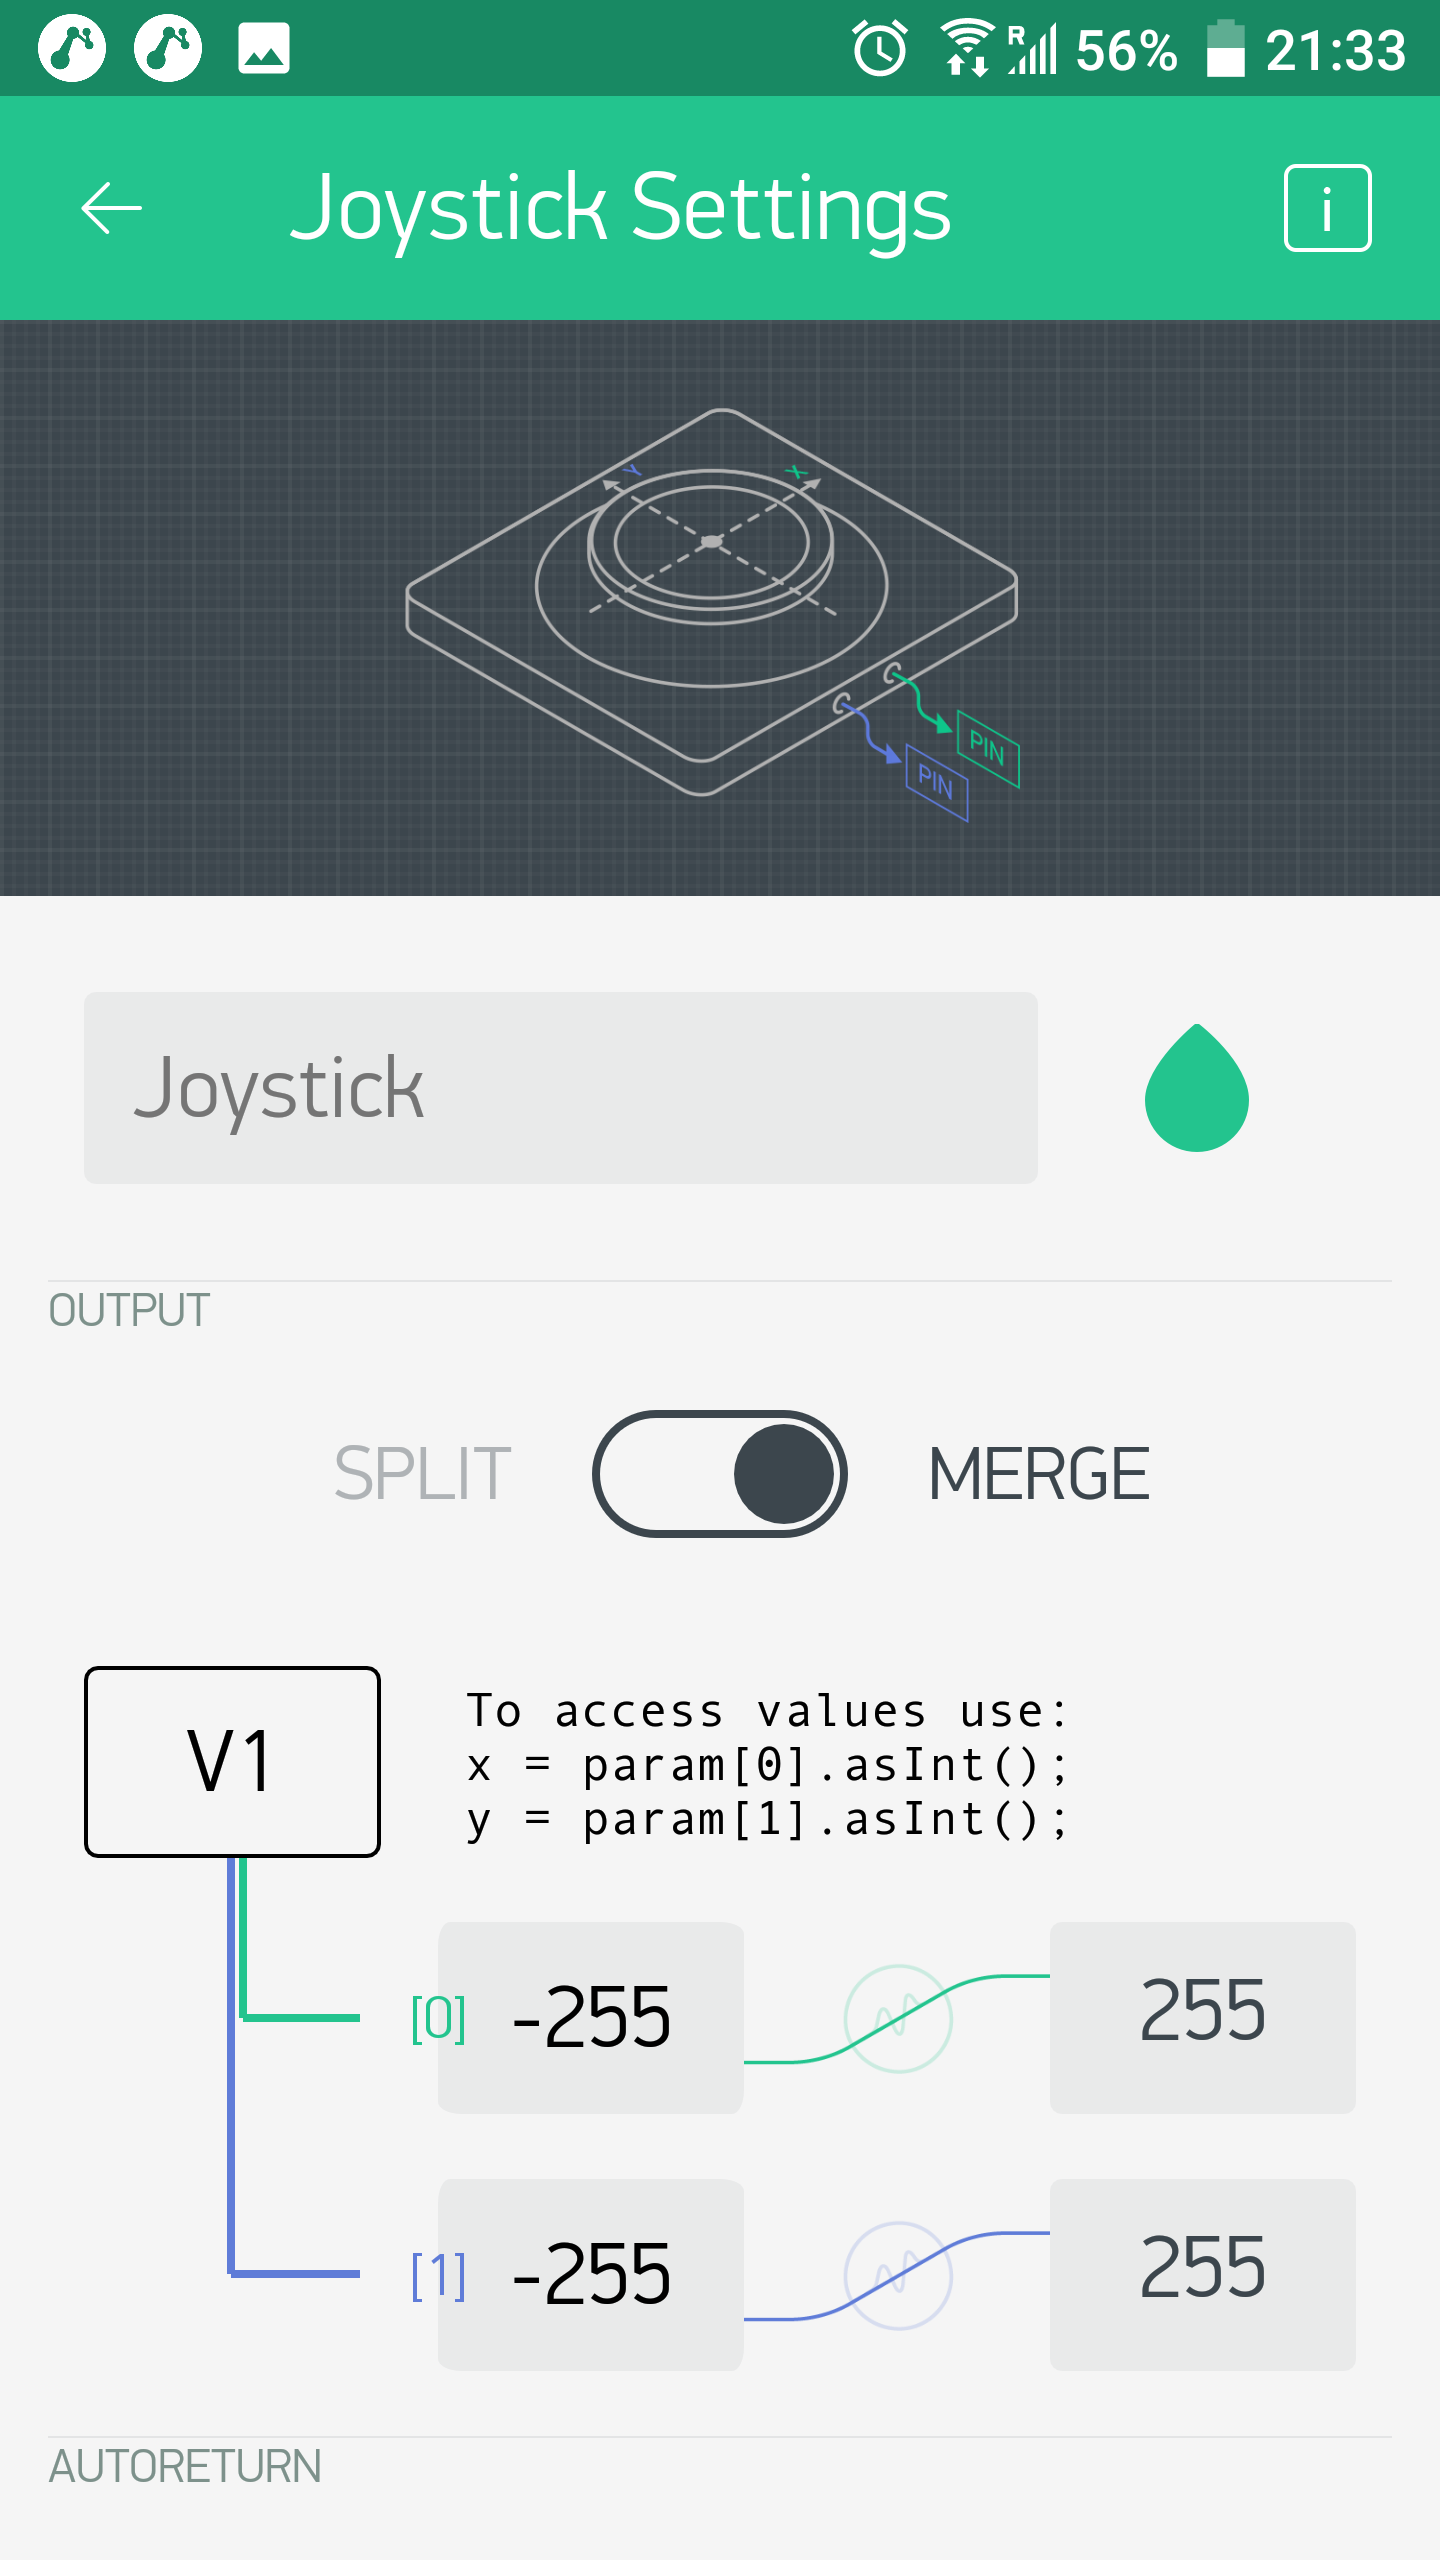 R 56% 21:33
Joystick Settings i
Y X
PIN
PIN
Joystick
OUTPUT
SPLIT MERGE
V1
To access values use:
x = param[0].asInt();
y = param[1].asInt();
[0] -255 255
[1] -255 255
AUTORETURN